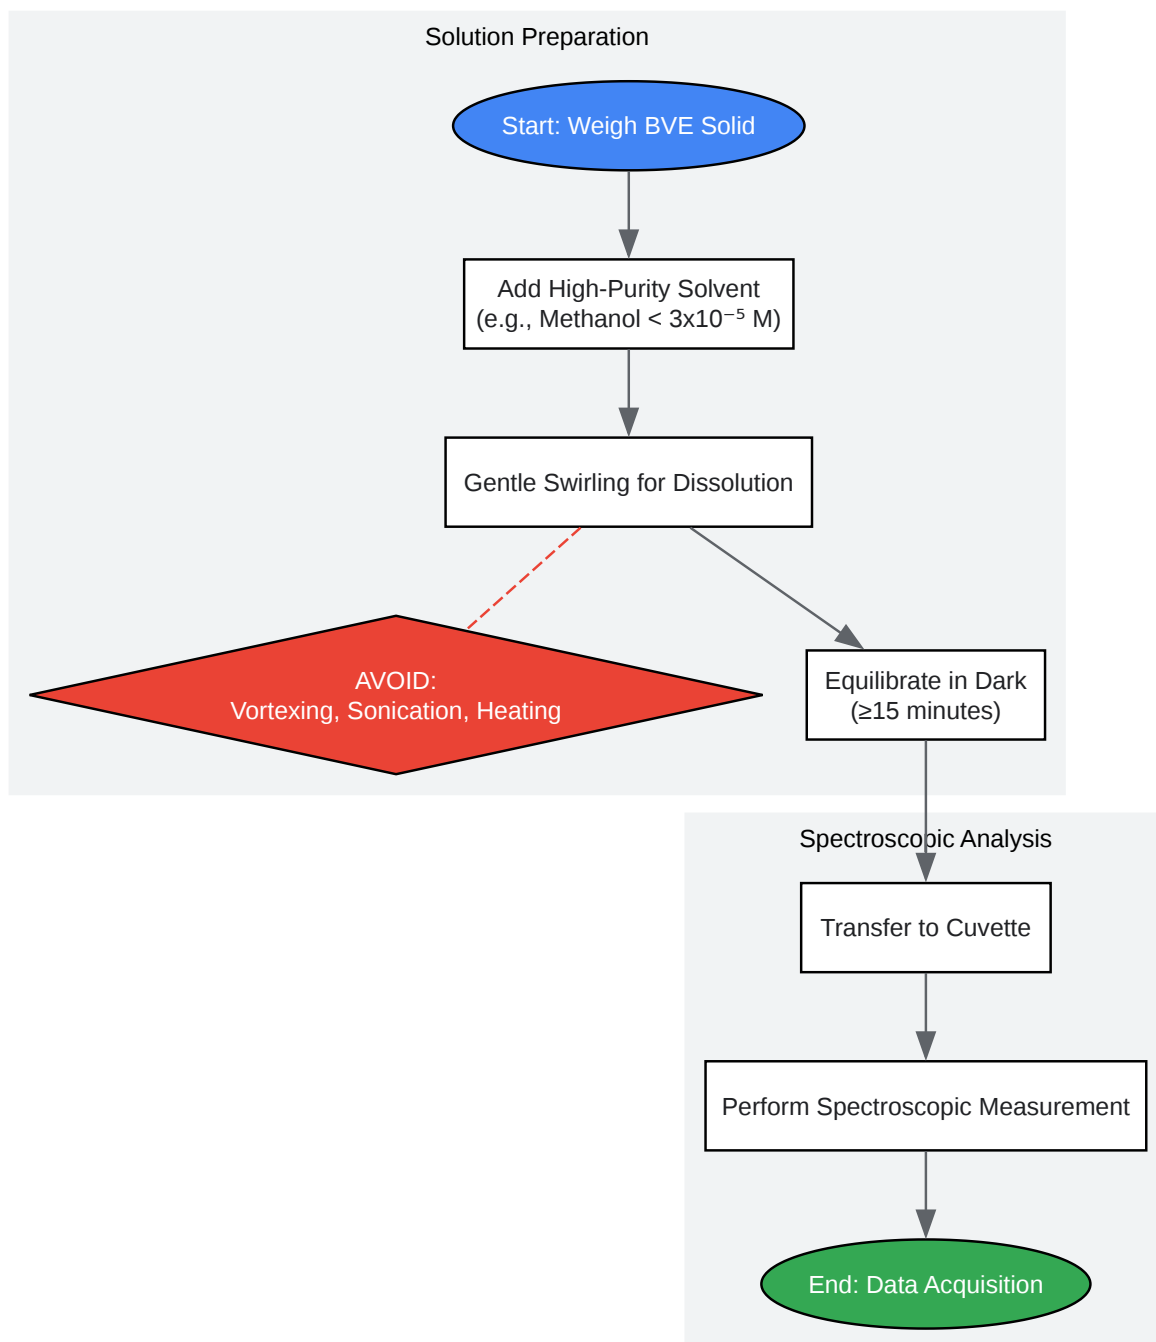 Solution Preparation
Start: Weigh BVE Solid
Add High-Purity Solvent
(e.g., Methanol < 3x10⁻⁵ M)
Gentle Swirling for Dissolution
AVOID:
Vortexing, Sonication, Heating
Equilibrate in Dark
(≥15 minutes)
Spectroscopic Analysis
Transfer to Cuvette
Perform Spectroscopic Measurement
End: Data Acquisition